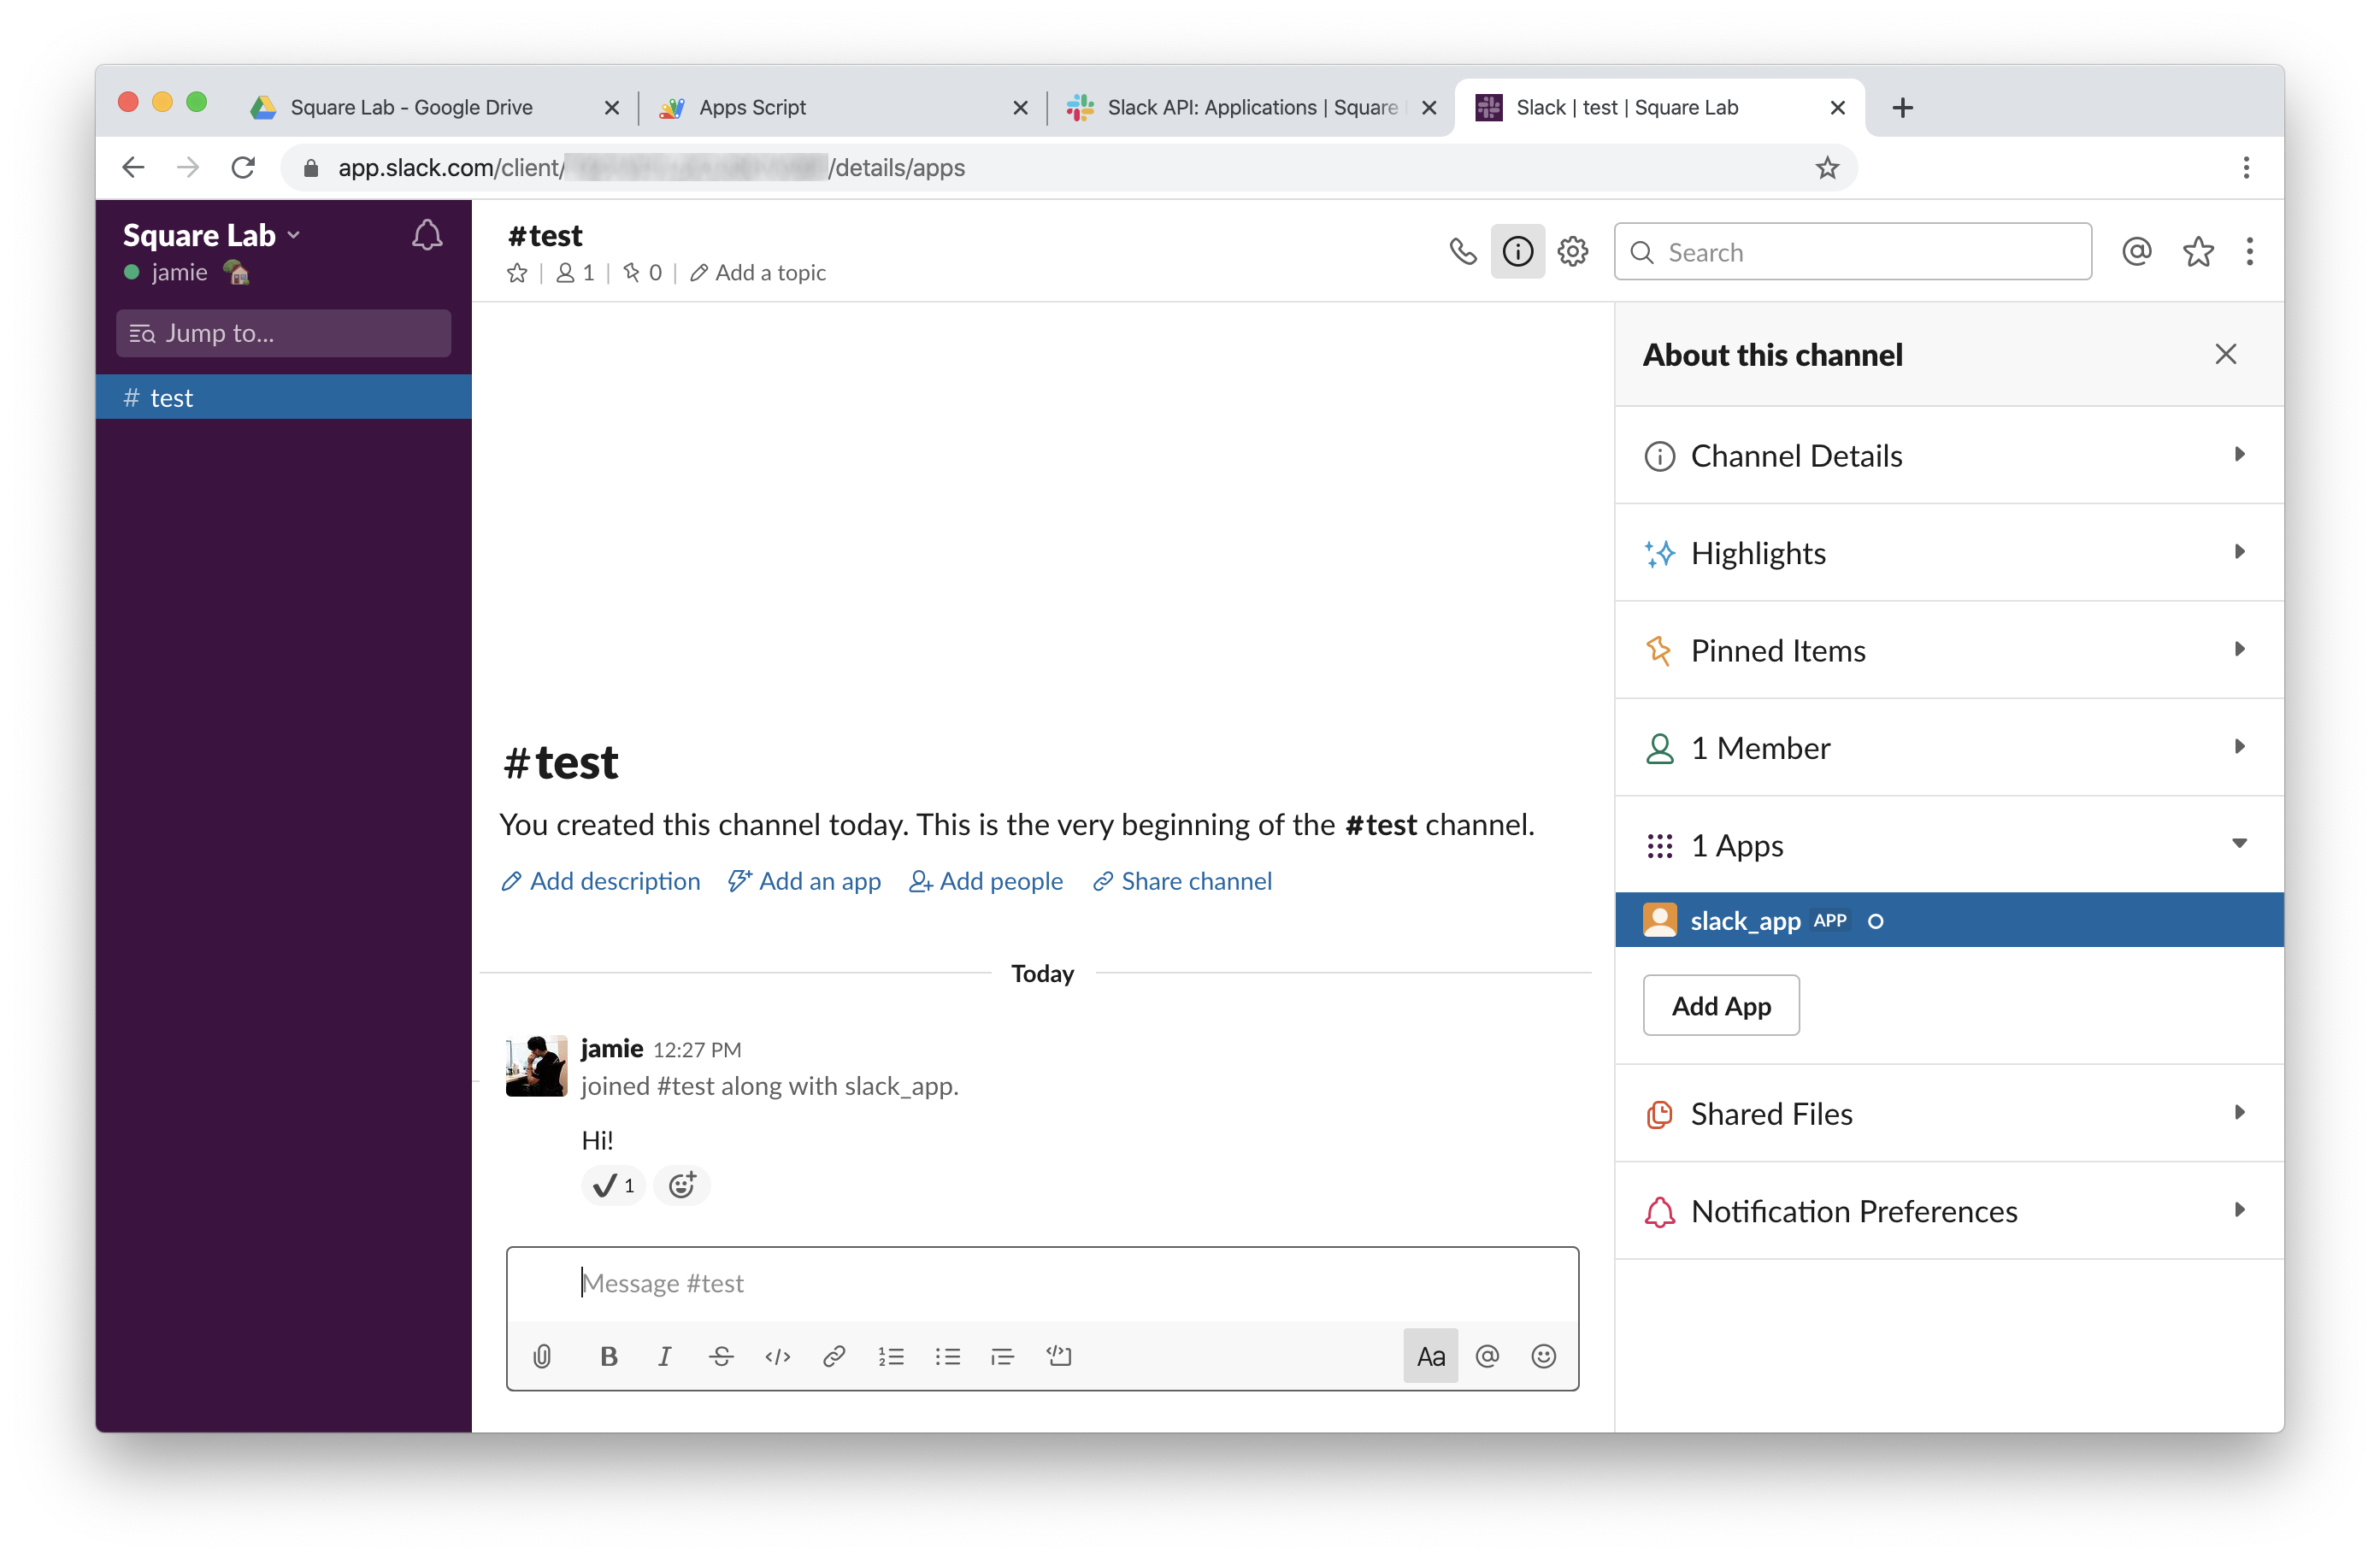 Square Lab - Google Drive
Apps Script
Slack API: Applications | Square
Slack | test | Square Lab
app.slack.com/client/ /details/apps
Square Lab
jamie
Jump to...
# test
#test
1 | 0 | Add a topic
Search
#test
You created this channel today. This is the very beginning of the #test channel.
Add description Add an app Add people Share channel
Today
jamie 12:27 PM
joined #test along with slack_app.
Hi!
1
Message #test
B I S </> Aa @
About this channel
Channel Details
Highlights
Pinned Items
1 Member
1 Apps
slack_app APP
Add App
Shared Files
Notification Preferences